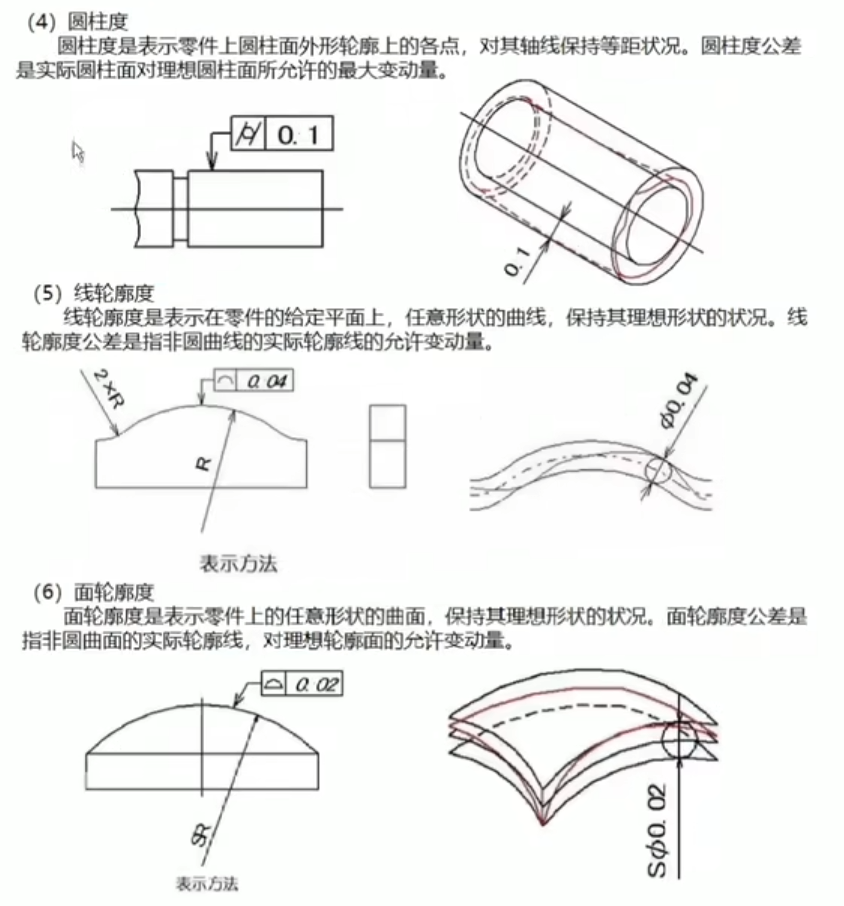 （4）圆柱度
圆柱度是表示零件上圆柱面外形轮廓上的各点，对其轴线保持等距状况。圆柱度公差
是实际圆柱面对理想圆柱面所允许的最大变动量。
0.1
0.1
（5）线轮廓度
线轮廓度是表示在零件的给定平面上，任意形状的曲线，保持其理想形状的状况。线
轮廓度公差是指非圆曲线的实际轮廓线的允许变动量。
2×R
0.04
R
ϕ0.04
表示方法
（6）面轮廓度
面轮廓度是表示零件上的任意形状的曲面，保持其理想形状的状况。面轮廓度公差是
指非圆曲面的实际轮廓线，对理想轮廓面的允许变动量。
0.02
SR
Sϕ0.02
表示方法